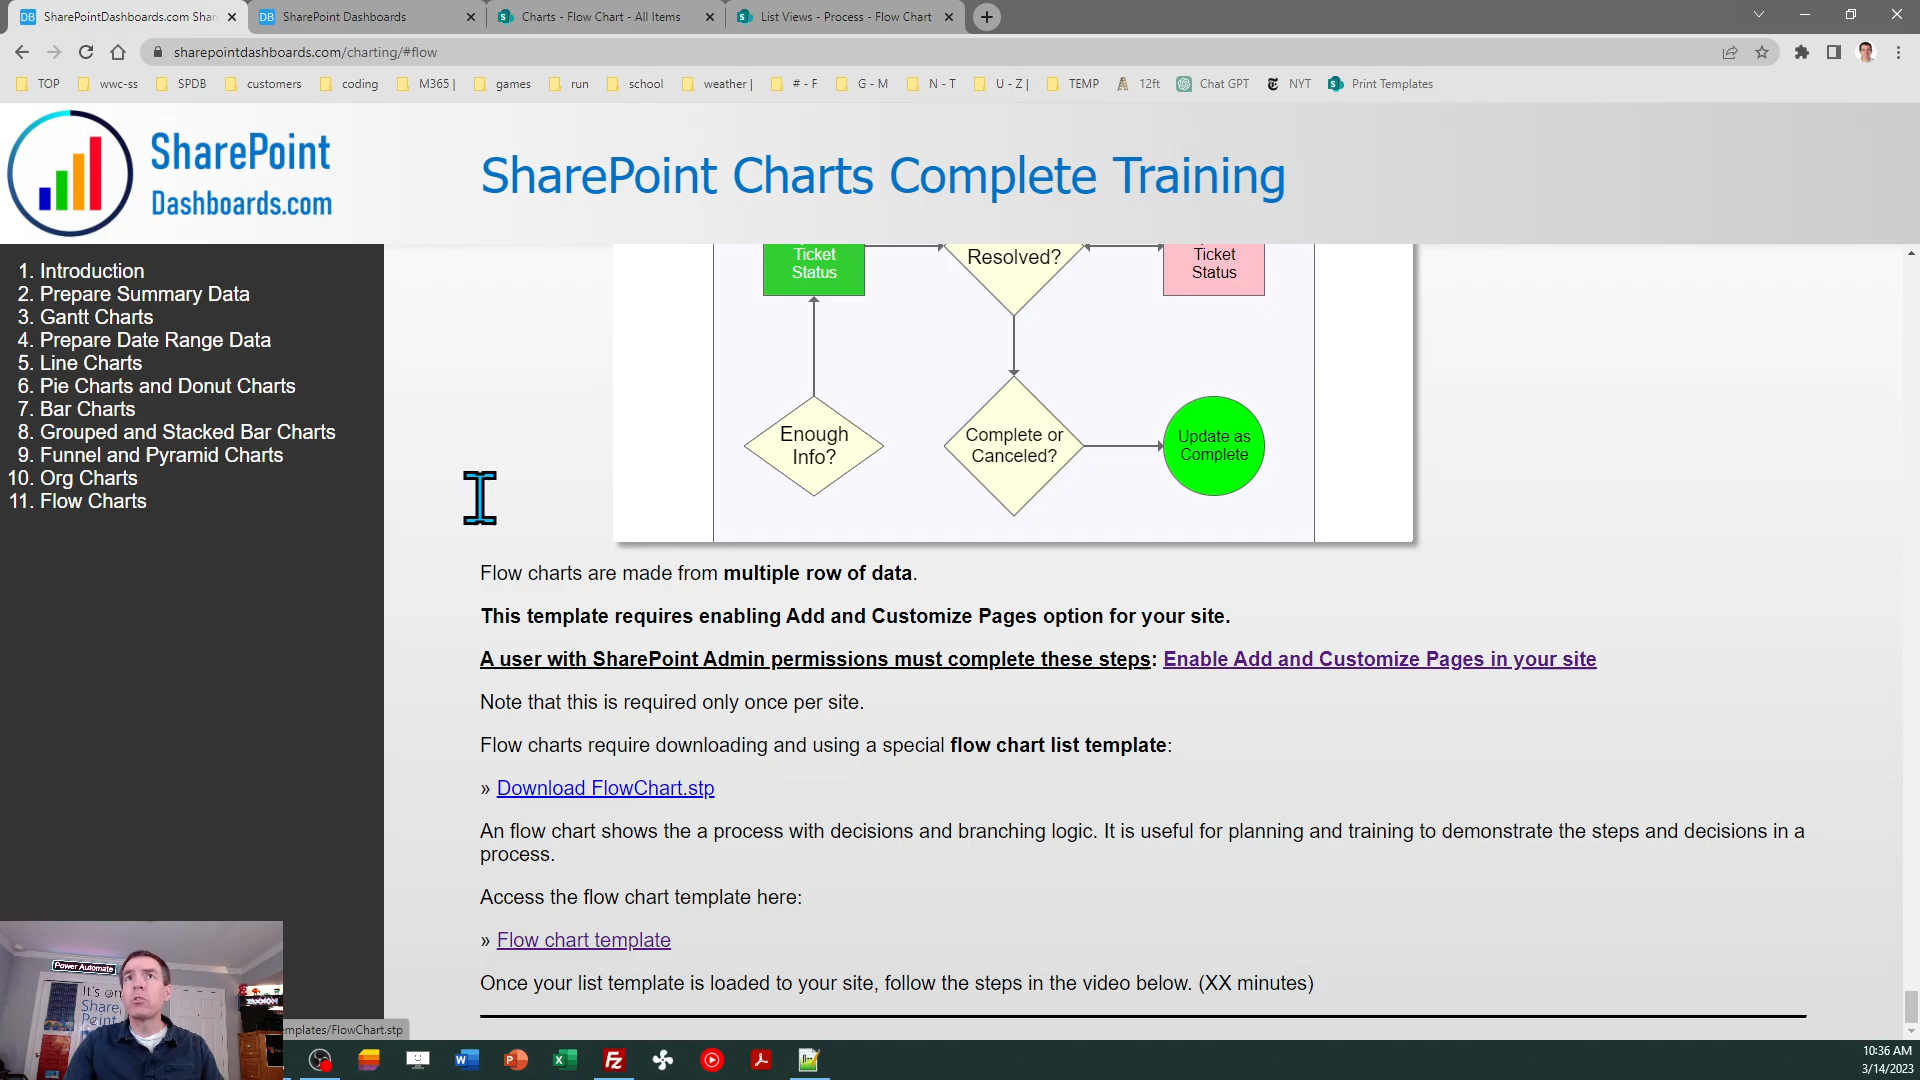 SharePointDashboards.com Shar
SharePoint Dashboards
Charts - Flow Chart - All Items
List Views - Process - Flow Chart
sharepointdashboards.com/charting/#flow
TOP
wwc-ss
SPDB
customers
coding
M365 |
games
run
school
weather |
# - F
G - M
N - T
U - Z |
TEMP
12ft
Chat GPT
NYT
Print Templates
SharePoint
Dashboards.com
SharePoint Charts Complete Training
1. Introduction
2. Prepare Summary Data
3. Gantt Charts
4. Prepare Date Range Data
5. Line Charts
6. Pie Charts and Donut Charts
7. Bar Charts
8. Grouped and Stacked Bar Charts
9. Funnel and Pyramid Charts
10. Org Charts
11. Flow Charts
Ticket
Status
Resolved?
Ticket
Status
Enough
Info?
Complete or
Canceled?
Update as
Complete
Flow charts are made from multiple row of data.
This template requires enabling Add and Customize Pages option for your site.
A user with SharePoint Admin permissions must complete these steps: Enable Add and Customize Pages in your site
Note that this is required only once per site.
Flow charts require downloading and using a special flow chart list template:
» Download FlowChart.stp
An flow chart shows the a process with decisions and branching logic. It is useful for planning and training to demonstrate the steps and decisions in a
process.
Access the flow chart template here:
» Flow chart template
Once your list template is loaded to your site, follow the steps in the video below. (XX minutes)
Power Automate
It's on
Share
Point
emplates/FlowChart.stp
10:36 AM
3/14/2023